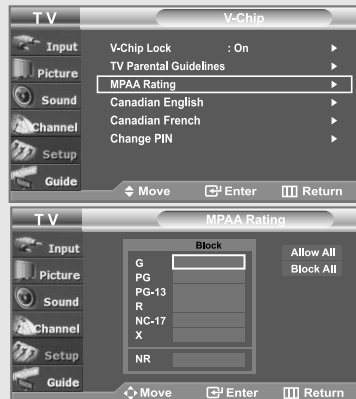 TV V-Chip
Input
Picture
Sound
Channel
Setup
Guide
V-Chip Lock : On
TV Parental Guidelines
MPAA Rating
Canadian English
Canadian French
Change PIN
Move Enter Return
TV MPAA Rating
Input
Picture
Sound
Channel
Setup
Guide
Block
G
PG
PG-13
R
NC-17
X
NR
Allow All
Block All
Move Enter Return